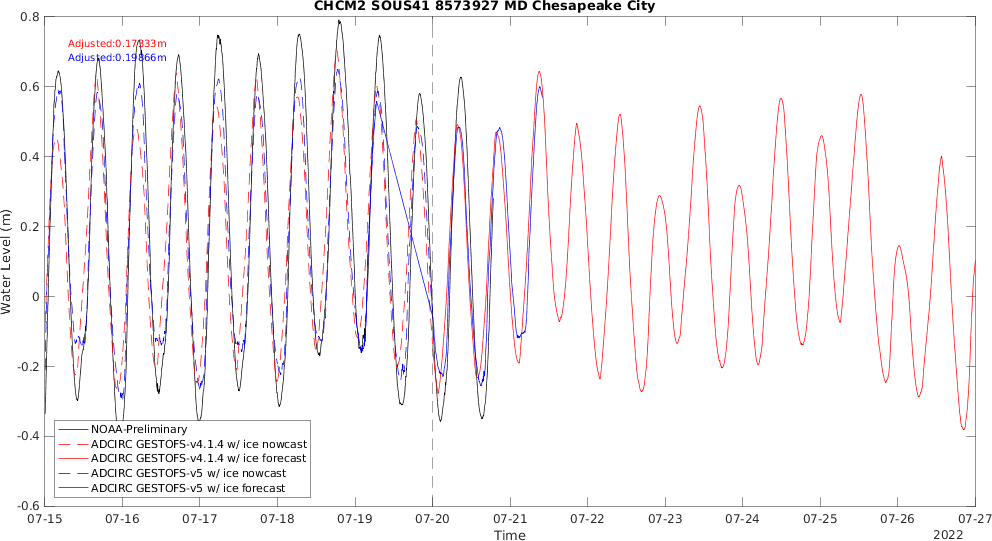 CHCM2 SOUS41 8573927 MD Chesapeake City
0.8
Adjusted:0.17333m
Adjusted:0.19866m
0.6
0.4
0.2
0
-0.2
-0.4
-0.6
Water Level (m)
NOAA-Preliminary
ADCIRC GESTOFS-v4.1.4 w/ ice nowcast
ADCIRC GESTOFS-v4.1.4 w/ ice forecast
ADCIRC GESTOFS-v5 w/ ice nowcast
ADCIRC GESTOFS-v5 w/ ice forecast
07-15 07-16 07-17 07-18 07-19 07-20 07-21 07-22 07-23 07-24 07-25 07-26 07-27
Time
2022